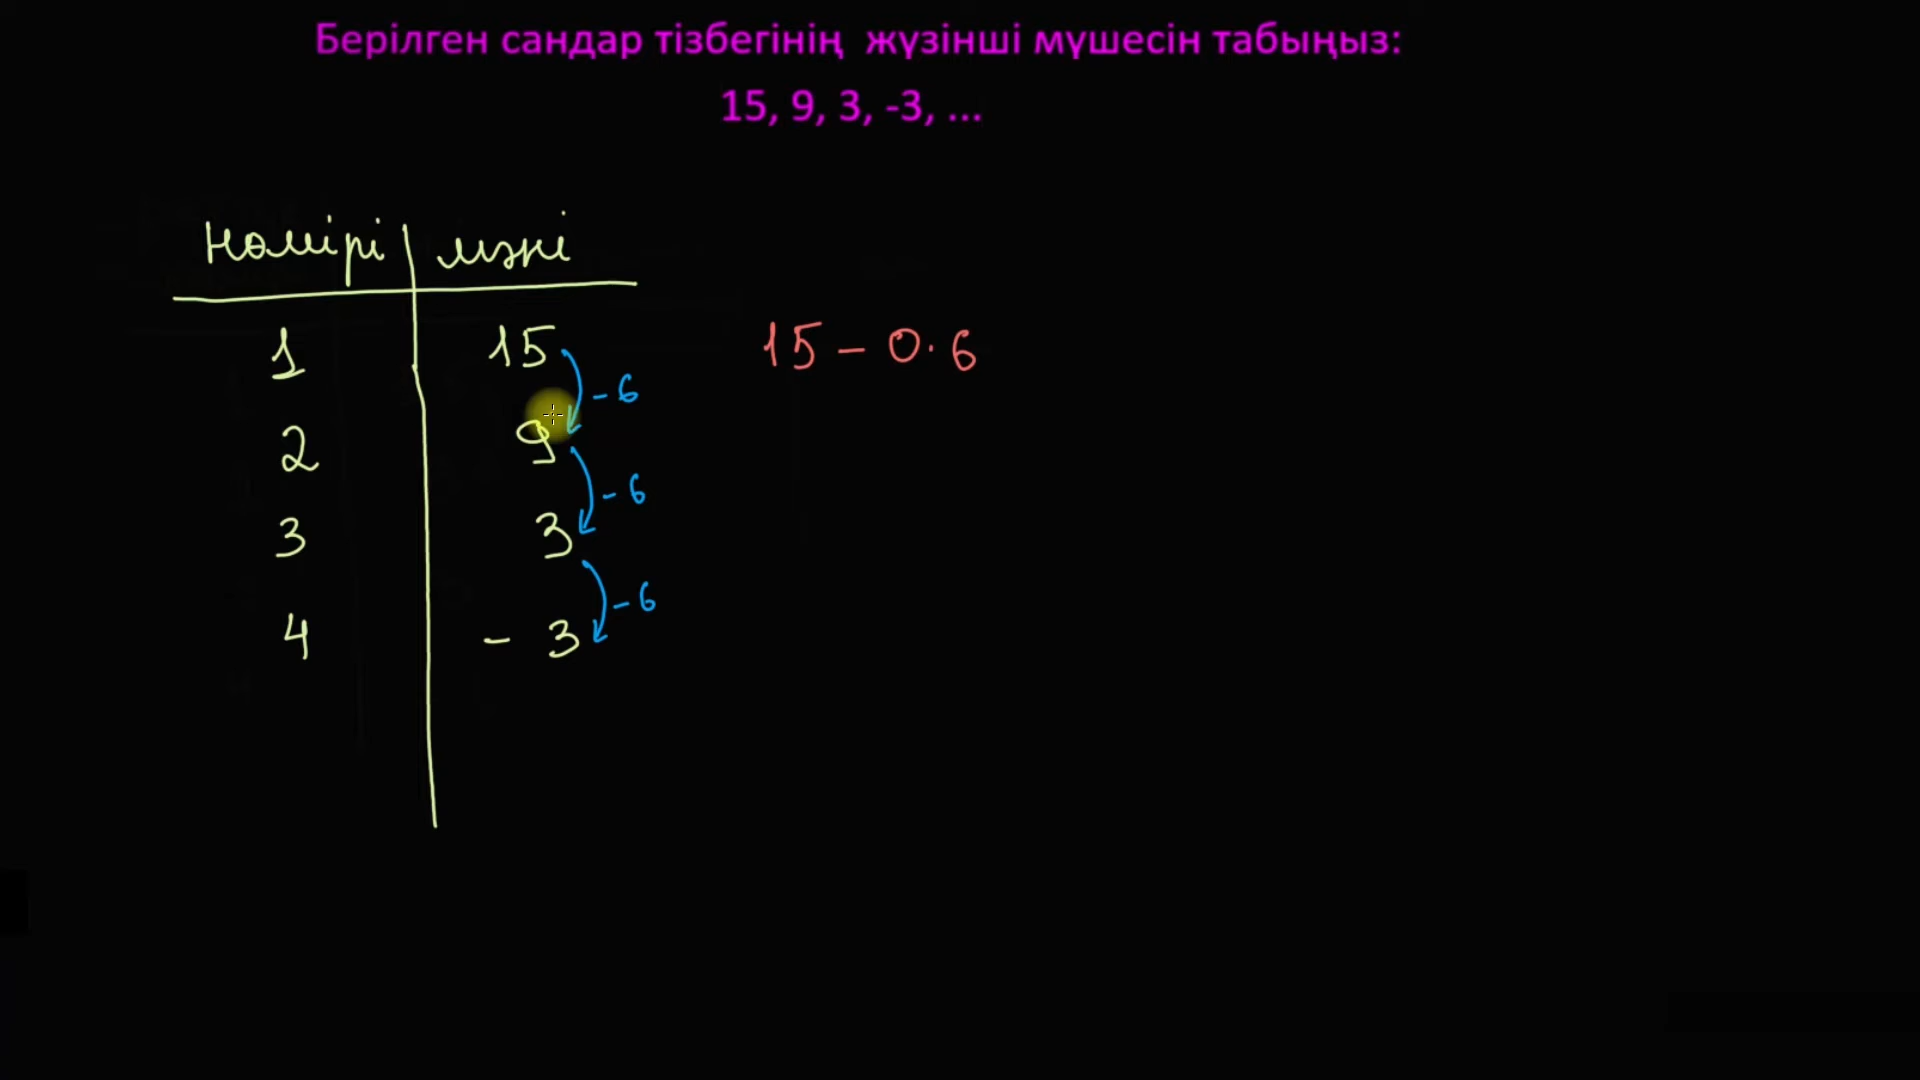 Берілген сандар тізбегінің жүзінші мүшесін табыңыз:
15, 9, 3, -3, ...
Нөмірі мәні
1 15 15 - 0 · 6
- 6
2 9
- 6
3 3
- 6
4 - 3